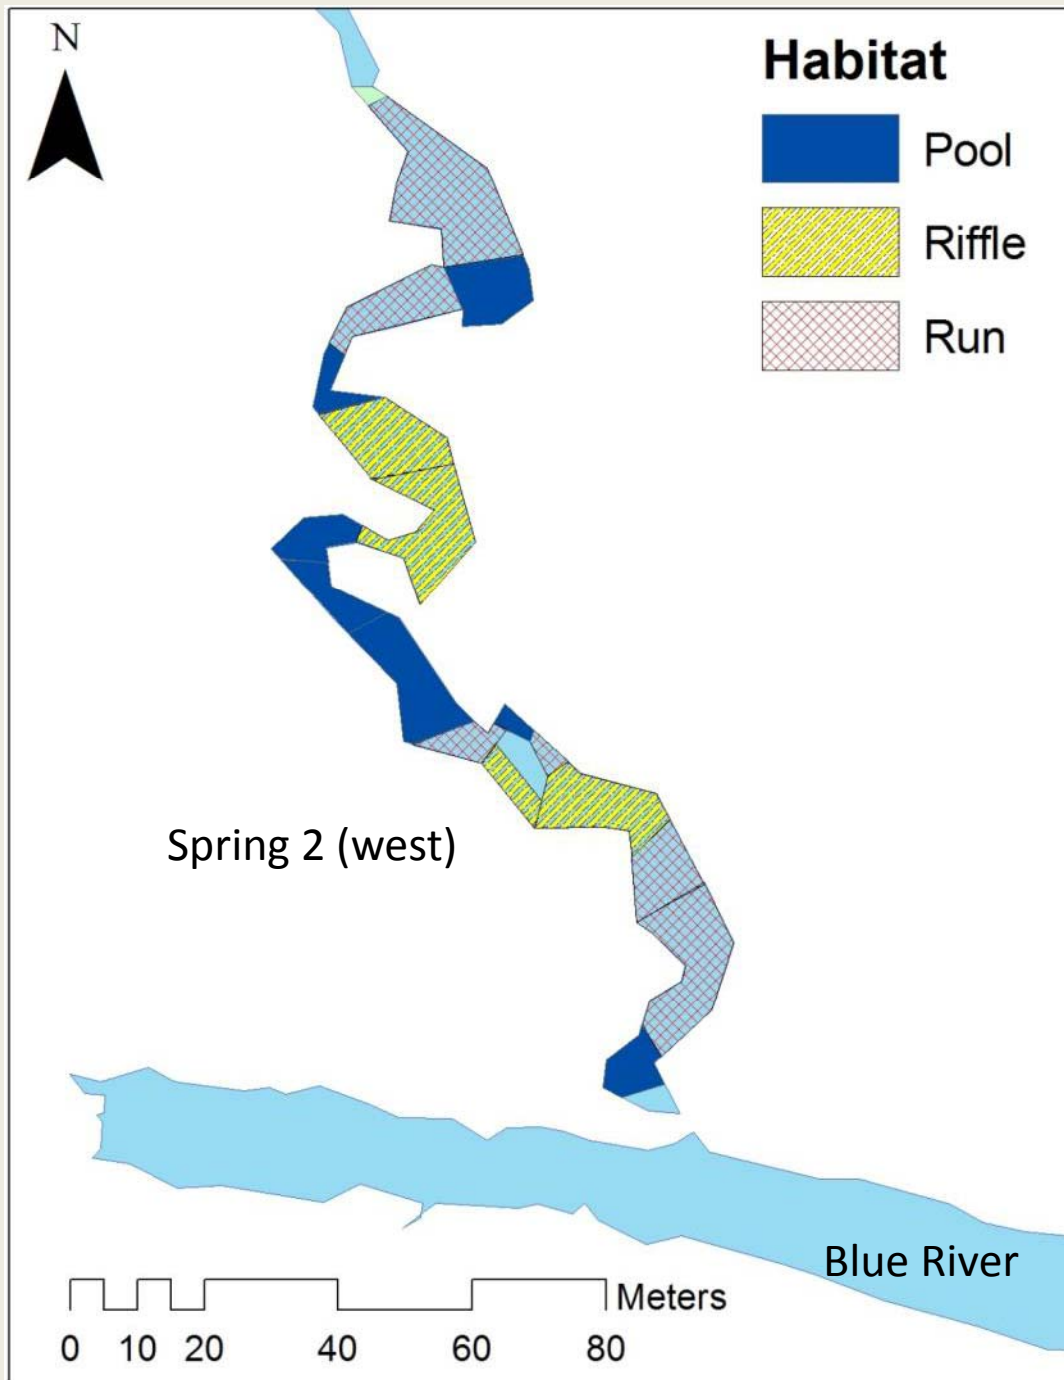 N
Habitat
Pool
Riffle
Run
Spring 2 (west)
Blue River
Meters
0 10 20 40 60 80